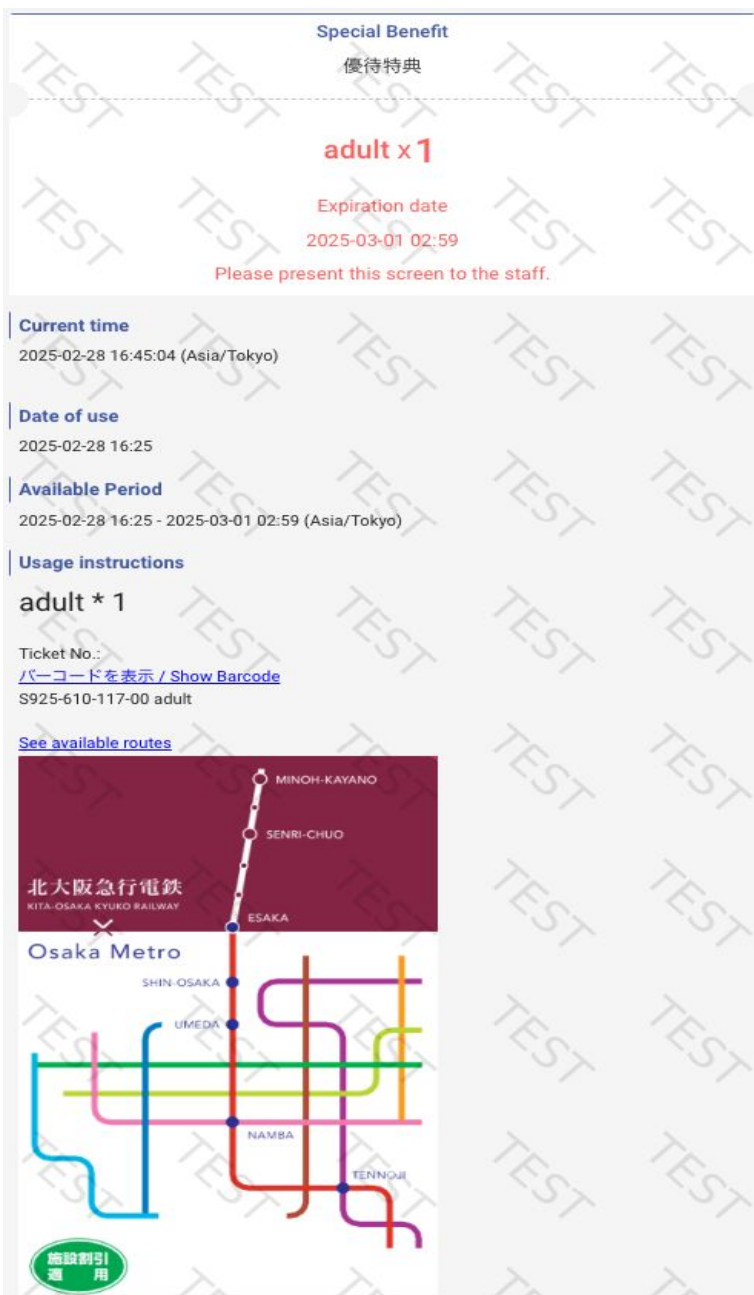 Special Benefit
優待特典
adult x 1
Expiration date
2025-03-01 02:59
Please present this screen to the staff.
Current time
2025-02-28 16:45:04 (Asia/Tokyo)
Date of use
2025-02-28 16:25
Available Period
2025-02-28 16:25 - 2025-03-01 02:59 (Asia/Tokyo)
Usage instructions
adult * 1
Ticket No.:
バーコードを表示 / Show Barcode
S925-610-117-00 adult
See available routes
MINOH-KAYANO
SENRI-CHUO
北大阪急行電鉄
KITA-OSAKA KYUKO RAILWAY
ESAKA
Osaka Metro
SHIN-OSAKA
UMEDA
NAMBA
TENNOJI
施設割引
適用
TEST